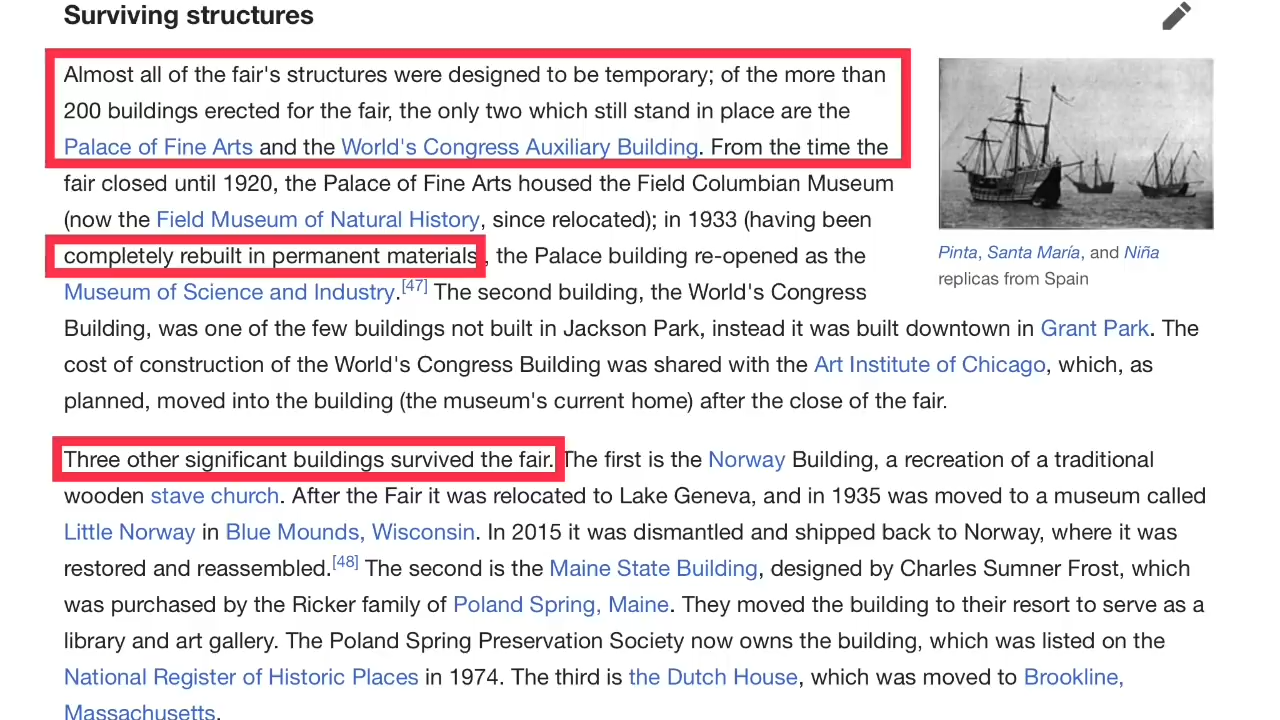 Surviving structures
Almost all of the fair's structures were designed to be temporary; of the more than
200 buildings erected for the fair, the only two which still stand in place are the
Palace of Fine Arts and the World's Congress Auxiliary Building. From the time the
fair closed until 1920, the Palace of Fine Arts housed the Field Columbian Museum
(now the Field Museum of Natural History, since relocated); in 1933 (having been
completely rebuilt in permanent materials), the Palace building re-opened as the
Museum of Science and Industry.[47] The second building, the World's Congress
Building, was one of the few buildings not built in Jackson Park, instead it was built downtown in Grant Park. The
cost of construction of the World's Congress Building was shared with the Art Institute of Chicago, which, as
planned, moved into the building (the museum's current home) after the close of the fair.
Pinta, Santa María, and Niña
replicas from Spain
Three other significant buildings survived the fair. The first is the Norway Building, a recreation of a traditional
wooden stave church. After the Fair it was relocated to Lake Geneva, and in 1935 was moved to a museum called
Little Norway in Blue Mounds, Wisconsin. In 2015 it was dismantled and shipped back to Norway, where it was
restored and reassembled.[48] The second is the Maine State Building, designed by Charles Sumner Frost, which
was purchased by the Ricker family of Poland Spring, Maine. They moved the building to their resort to serve as a
library and art gallery. The Poland Spring Preservation Society now owns the building, which was listed on the
National Register of Historic Places in 1974. The third is the Dutch House, which was moved to Brookline,
Massachusetts.